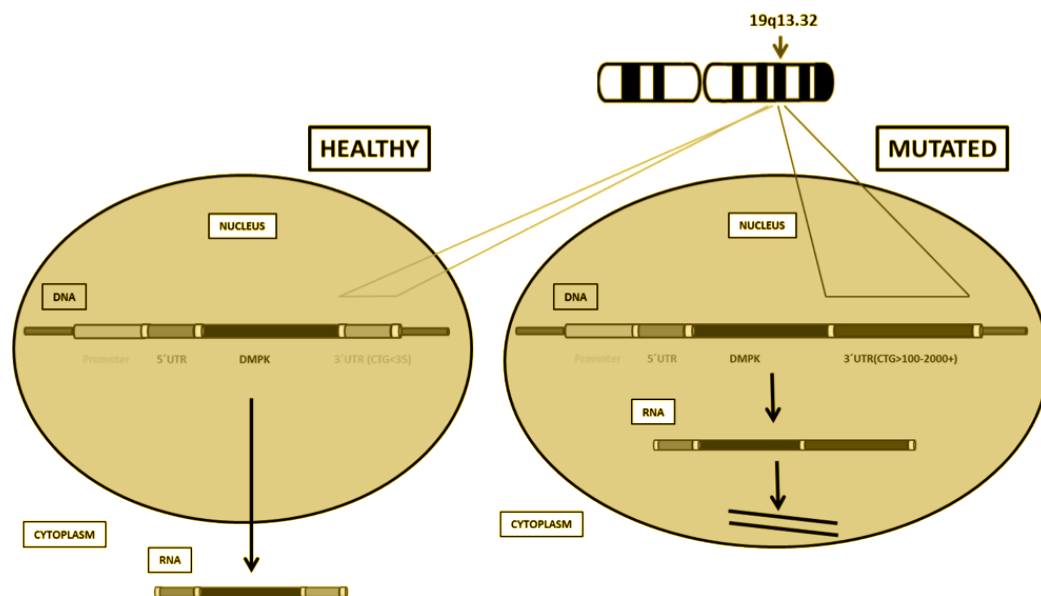 19q13.32
HEALTHY
MUTATED
NUCLEUS
NUCLEUS
DNA
DNA
Promoter 5´UTR DMPK 3´UTR (CTG<35)
Promoter 5´UTR DMPK 3´UTR(CTG>100-2000+)
RNA
CYTOPLASM
CYTOPLASM
RNA